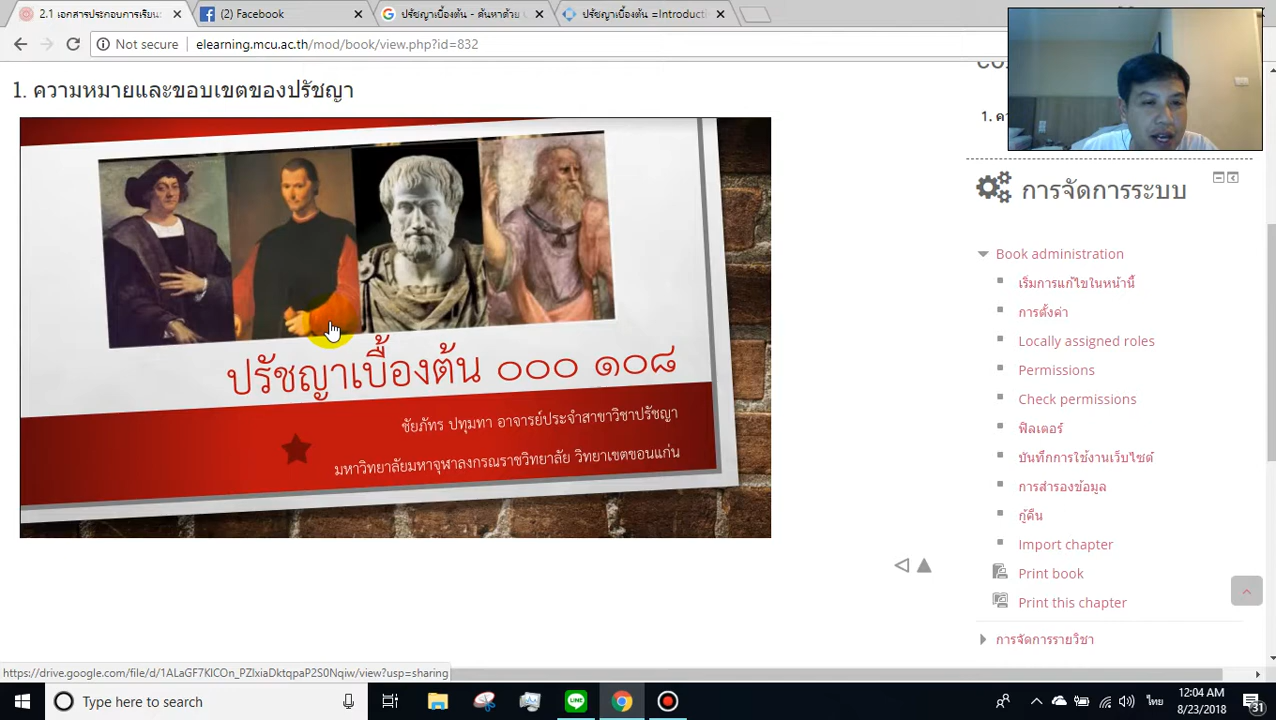 2.1 เอกสารประกอบการเรียน:
(2) Facebook
ปรัชญาเบื้องต้น - ค้นหาด้วย
ปรัชญาเบื้องต้น =Introducti
Not secure
elearning.mcu.ac.th/mod/book/view.php?id=832
1. ความหมายและขอบเขตของปรัชญา
ปรัชญาเบื้องต้น ๐๐๐ ๑๐๘
ชัยภัทร ปทุมทา อาจารย์ประจำสาขาวิชาปรัชญา
มหาวิทยาลัยมหาจุฬาลงกรณราชวิทยาลัย วิทยาเขตขอนแก่น
การจัดการระบบ
Book administration
เริ่มการแก้ไขในหน้านี้
การตั้งค่า
Locally assigned roles
Permissions
Check permissions
ฟิลเตอร์
บันทึกการใช้งานเว็บไซต์
การสำรองข้อมูล
กู้คืน
Import chapter
Print book
Print this chapter
การจัดการรายวิชา
Type here to search
ไทย
12:04 AM
8/23/2018
31